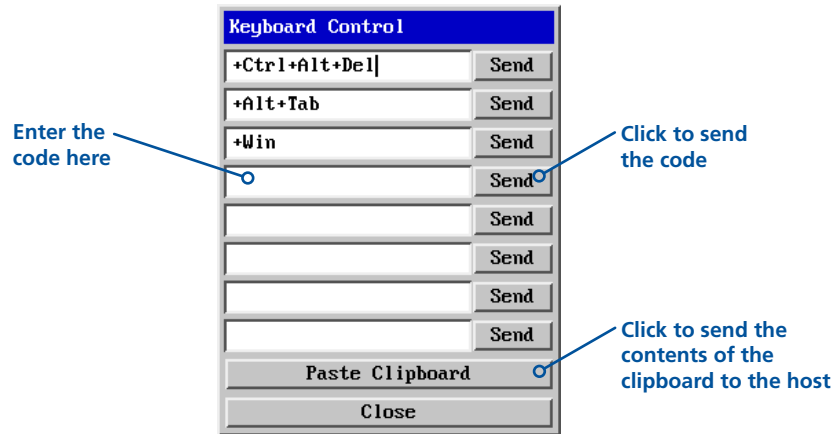 Keyboard Control
+Ctrl+Alt+Del Send
+Alt+Tab Send
+Win Send
Enter the
code here
Click to send
the code
Send
Send
Send
Send
Send
Click to send the
contents of the
clipboard to the host
Paste Clipboard
Close